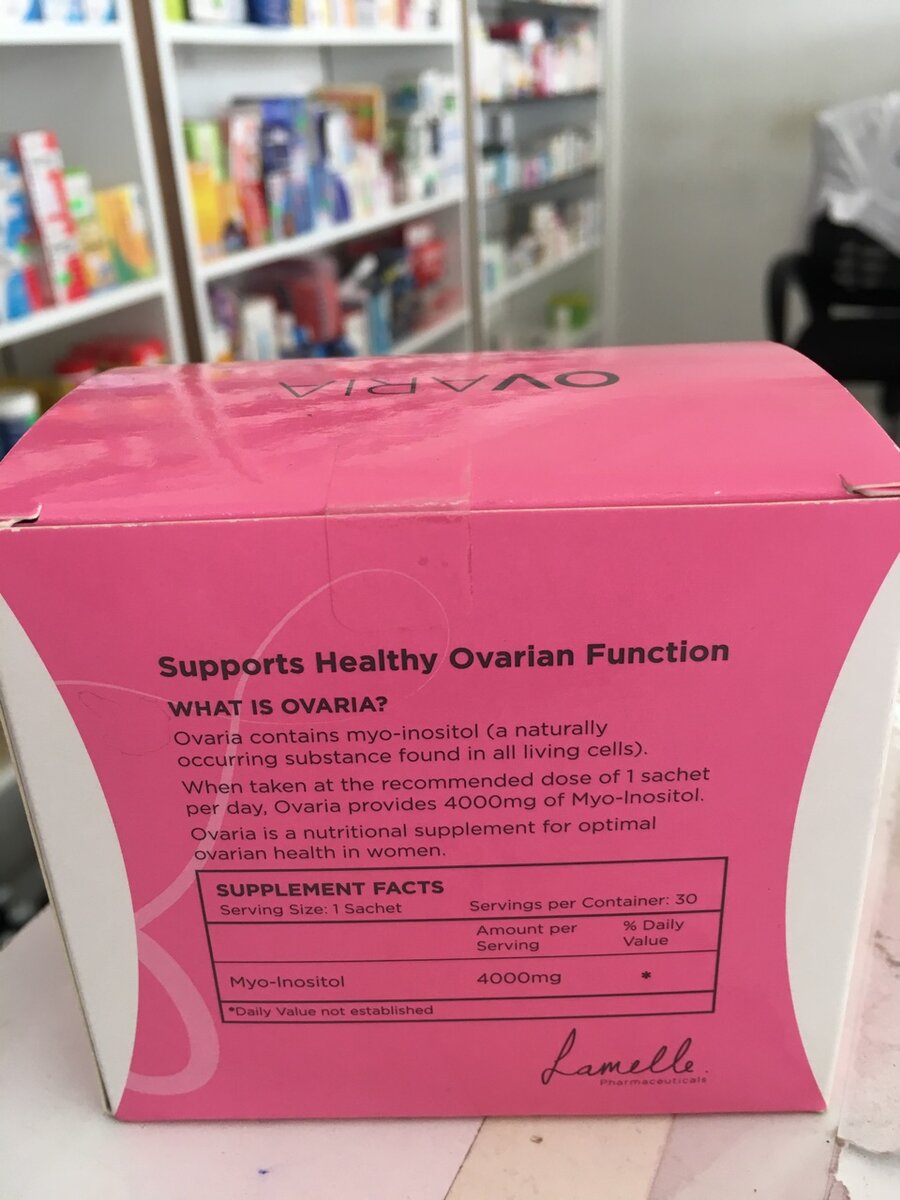 OVARIA
Supports Healthy Ovarian Function
WHAT IS OVARIA?
Ovaria contains myo-inositol (a naturally
occurring substance found in all living cells).
When taken at the recommended dose of 1 sachet
per day, Ovaria provides 4000mg of Myo-Inositol.
Ovaria is a nutritional supplement for optimal
ovarian health in women.
SUPPLEMENT FACTS
Serving Size: 1 Sachet Servings per Container: 30
Amount per % Daily
Serving Value
Myo-Inositol 4000mg *
*Daily Value not established
Lamelle
Pharmaceuticals